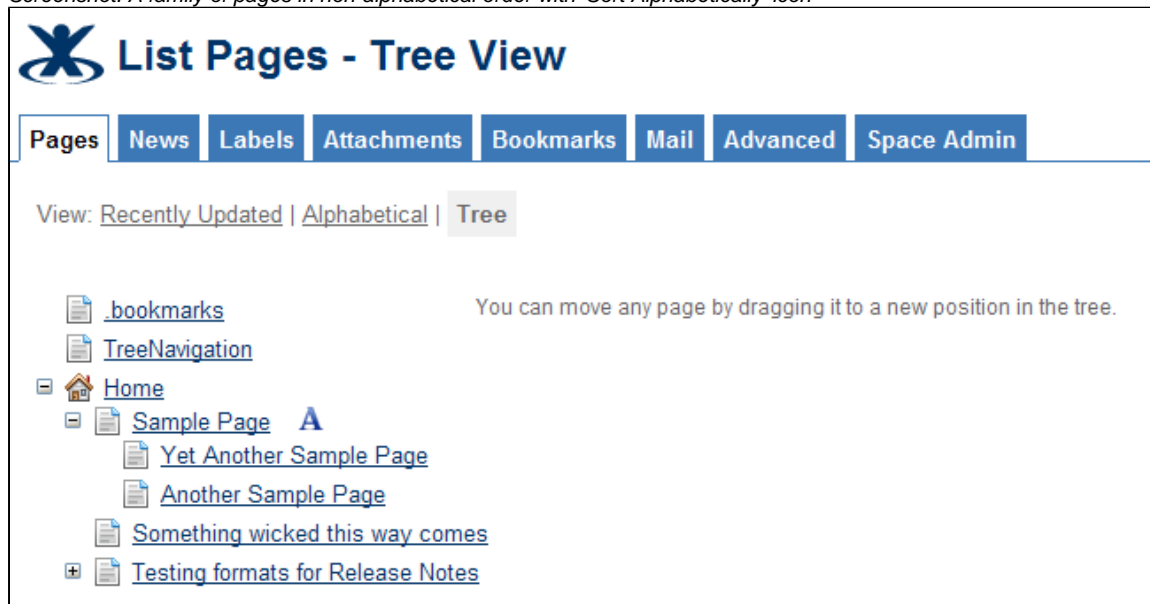 Screenshot: A family of pages in non-alphabetical order with 'Sort Alphabetically' icon
List Pages - Tree View
Pages News Labels Attachments Bookmarks Mail Advanced Space Admin
View: Recently Updated | Alphabetical | Tree
.bookmarks You can move any page by dragging it to a new position in the tree.
TreeNavigation
Home
Sample Page A
Yet Another Sample Page
Another Sample Page
Something wicked this way comes
Testing formats for Release Notes